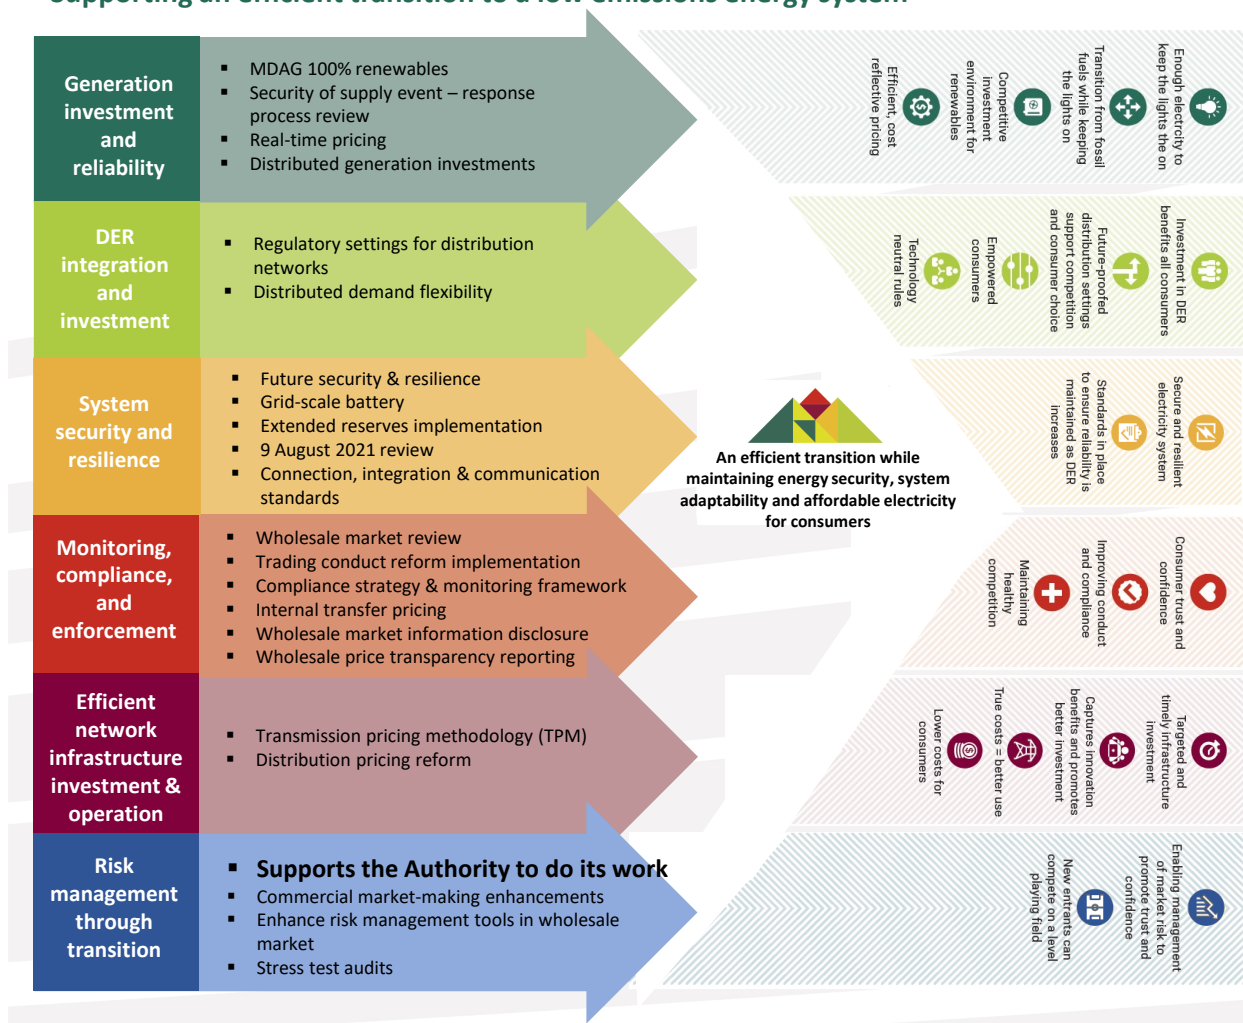 Supporting an efficient transition to a low emissions energy system
Generation
investment
and
reliability
▪ MDAG 100% renewables
▪ Security of supply event – response
process review
▪ Real-time pricing
▪ Distributed generation investments
DER
integration
and
investment
▪ Regulatory settings for distribution
networks
▪ Distributed demand flexibility
System
security and
resilience
▪ Future security & resilience
▪ Grid-scale battery
▪ Extended reserves implementation
▪ 9 August 2021 review
▪ Connection, integration & communication
standards
Monitoring,
compliance,
and
enforcement
▪ Wholesale market review
▪ Trading conduct reform implementation
▪ Compliance strategy & monitoring framework
▪ Internal transfer pricing
▪ Wholesale market information disclosure
▪ Wholesale price transparency reporting
Efficient
network
infrastructure
investment &
operation
▪ Transmission pricing methodology (TPM)
▪ Distribution pricing reform
Risk
management
through
transition
▪ Supports the Authority to do its work
▪ Commercial market-making enhancements
▪ Enhance risk management tools in wholesale
market
▪ Stress test audits
An efficient transition while
maintaining energy security, system
adaptability and affordable electricity
for consumers
Enough electrcity to
keep the lights the on
Transition from fossil
fuels while keeping
the lights on
Competitive
investment
environment for
renewables
Efficient, cost
reflective pricing
Investment in DER
benefits all consumers
Future-proofed
distribution settings
support competition
and consumer choice
Empowered
consumers
Technology
neutral rules
Secure and resilient
electricity system
Standards in place
to ensure reliability is
maintained as DER
increases
Consumer trust and
confidence
Improving conduct
and compliance
Maintaining
healthy
competition
Targeted and
timely infrastructure
investment
Captures innovation
benefits and promotes
better investment
True costs = better use
Lower costs for
consumers
Enabling management
of market risk to
promote trust and
confidence
New entrants can
compete on a level
playing field